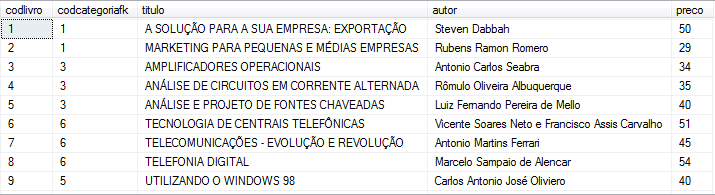 codlivro codcategoriafk titulo autor preco
1 1 A SOLUÇÃO PARA A SUA EMPRESA: EXPORTAÇÃO Steven Dabbah 50
2 1 MARKETING PARA PEQUENAS E MÉDIAS EMPRESAS Rubens Ramon Romero 29
3 3 AMPLIFICADORES OPERACIONAIS Antonio Carlos Seabra 34
4 3 ANÁLISE DE CIRCUITOS EM CORRENTE ALTERNADA Rômulo Oliveira Albuquerque 35
5 3 ANÁLISE E PROJETO DE FONTES CHAVEADAS Luiz Fernando Pereira de Mello 40
6 6 TECNOLOGIA DE CENTRAIS TELEFÔNICAS Vicente Soares Neto e Francisco Assis Carvalho 51
7 6 TELECOMUNICAÇÕES - EVOLUÇÃO E REVOLUÇÃO Antonio Martins Ferrari 45
8 6 TELEFONIA DIGITAL Marcelo Sampaio de Alencar 54
9 5 UTILIZANDO O WINDOWS 98 Carlos Antonio José Oliviero 40